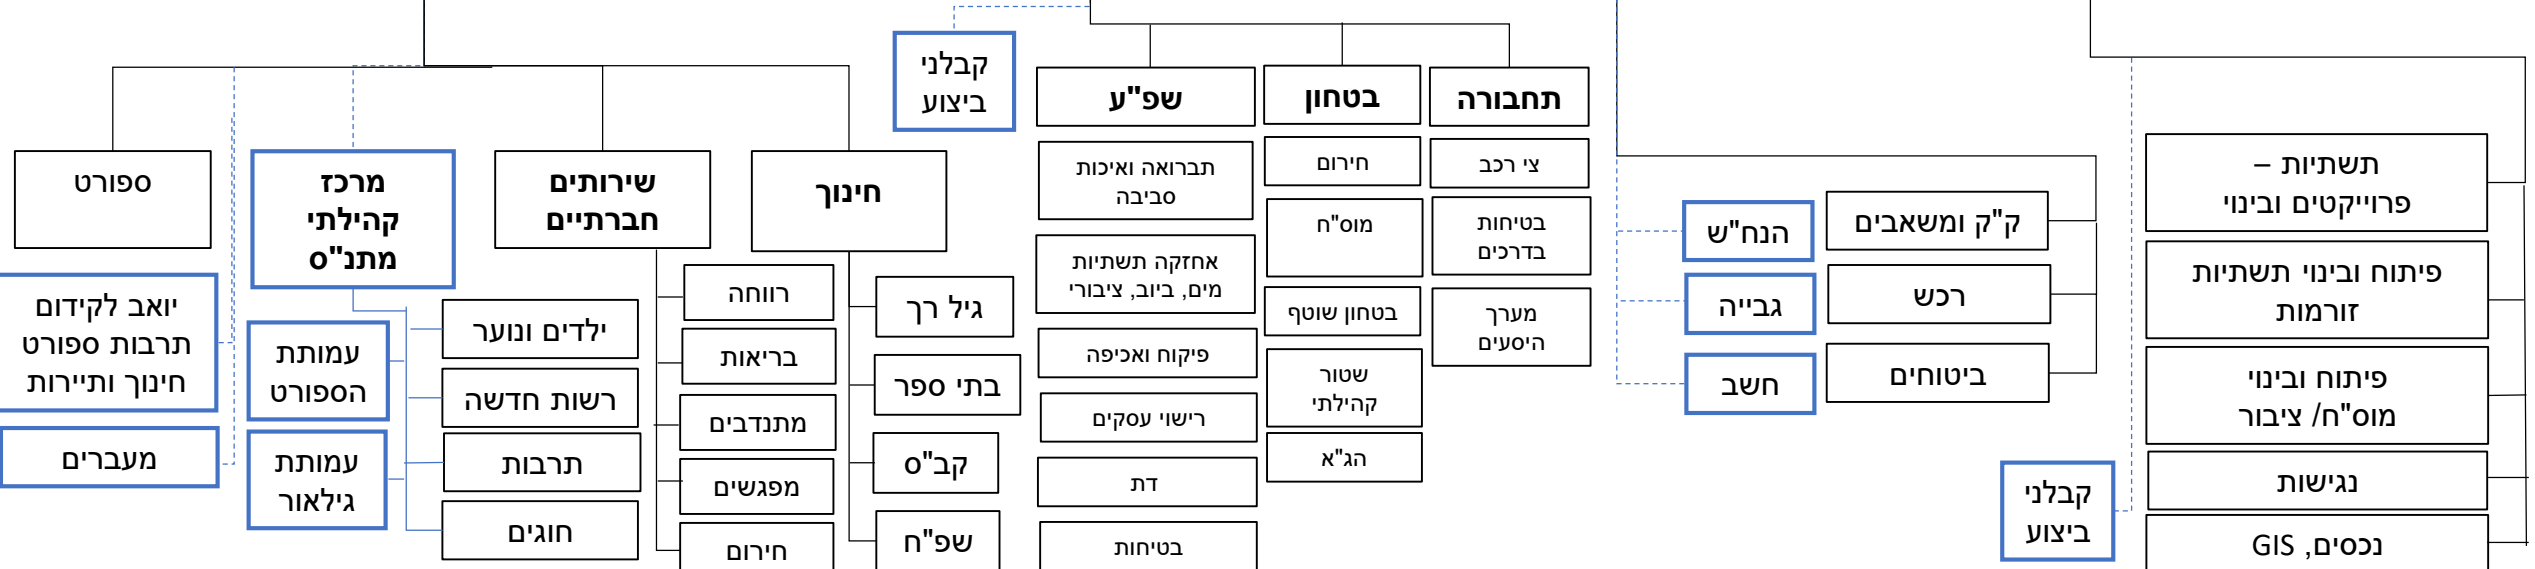 תשתיות –
פרוייקטים ובינוי
פיתוח ובינוי תשתיות
זורמות
פיתוח ובינוי
מוס"ח/ ציבור
נגישות
נכסים, GIS
קבלני
ביצוע
ק"ק ומשאבים
רכש
ביטוחים
הנח"ש
גבייה
חשב
תחבורה
צי רכב
בטיחות
בדרכים
מערך
היסעים
בטחון
חירום
מוס"ח
בטחון שוטף
שטור
קהילתי
הג"א
שפ"ע
תברואה ואיכות
סביבה
אחזקה תשתיות
מים, ביוב, ציבורי
פיקוח ואכיפה
רישוי עסקים
דת
בטיחות
קבלני
ביצוע
חינוך
גיל רך
בתי ספר
קב"ס
שפ"ח
שירותים
חברתיים
רווחה
בריאות
מתנדבים
מפגשים
חירום
מרכז
קהילתי
מתנ"ס
ילדים ונוער
רשות חדשה
תרבות
חוגים
עמותת
הספורט
עמותת
גילאור
ספורט
יואב לקידום
תרבות ספורט
חינוך ותיירות
מעברים